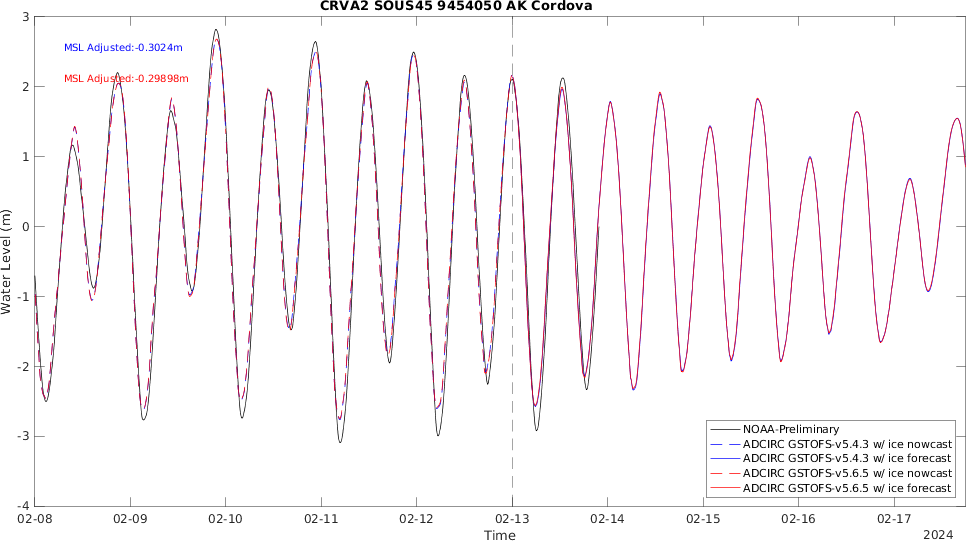 CRVA2 SOUS45 9454050 AK Cordova
MSL Adjusted:-0.3024m
MSL Adjusted:-0.29898m
Water Level (m)
3
2
1
0
-1
-2
-3
-4
NOAA-Preliminary
ADCIRC GSTOFS-v5.4.3 w/ ice nowcast
ADCIRC GSTOFS-v5.4.3 w/ ice forecast
ADCIRC GSTOFS-v5.6.5 w/ ice nowcast
ADCIRC GSTOFS-v5.6.5 w/ ice forecast
02-08 02-09 02-10 02-11 02-12 02-13 02-14 02-15 02-16 02-17
Time
2024